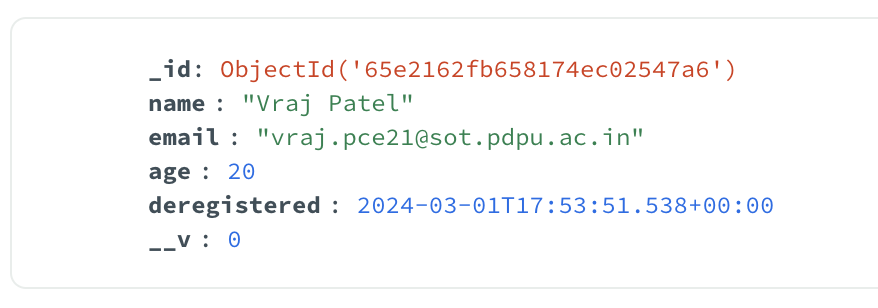 _id: ObjectId('65e2162fb658174ec02547a6')
name : "Vraj Patel"
email : "vraj.pce21@sot.pdpu.ac.in"
age : 20
deregistered : 2024-03-01T17:53:51.538+00:00
__v : 0